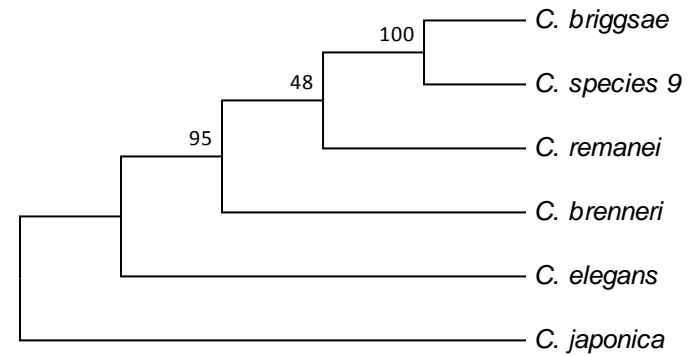 100
C. briggsae
48
C. species 9
95
C. remanei
C. brenneri
C. elegans
C. japonica